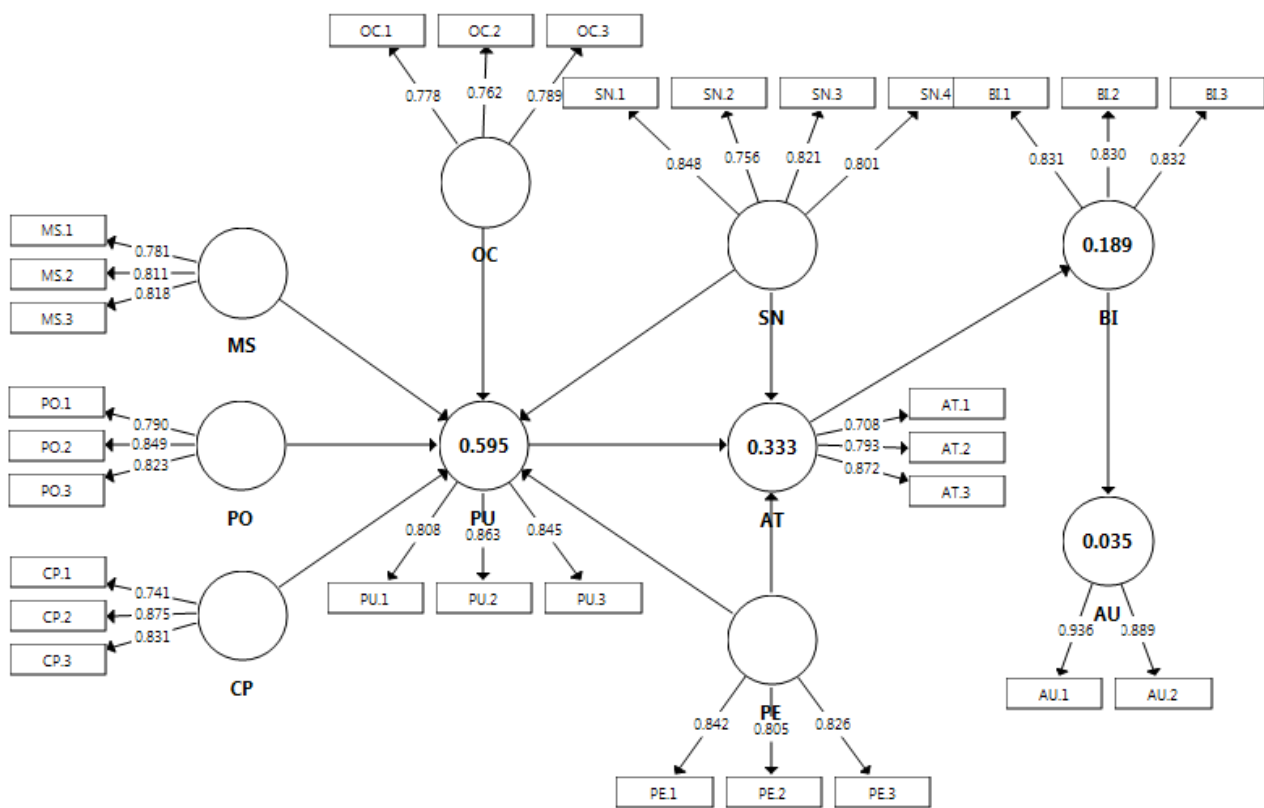 OC.1
OC.2
OC.3
0.778
0.762
0.789
OC
SN.1
SN.2
SN.3
SN.4
0.848
0.756
0.821
0.801
SN
BI.1
BI.2
BI.3
0.831
0.830
0.832
0.189
BI
MS.1
MS.2
MS.3
0.781
0.811
0.818
MS
PO.1
PO.2
PO.3
0.790
0.849
0.823
PO
0.595
PU
0.808
0.863
0.845
PU.1
PU.2
PU.3
0.333
AT
0.708
0.793
0.872
AT.1
AT.2
AT.3
CP.1
CP.2
CP.3
0.741
0.875
0.831
CP
PE
0.842
0.805
0.826
PE.1
PE.2
PE.3
0.035
AU
0.936
0.889
AU.1
AU.2